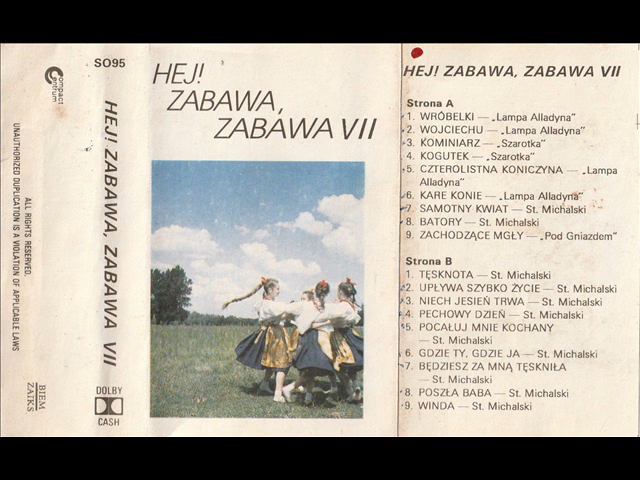 Compact
Centrum
UNAUTHORIZED DUPLICATION IS A VIOLATION OF APPLICABLE LAWS
ALL RIGHTS RESERVED.
BIEM
ZAIKS
SO95
HEJ! ZABAWA, ZABAWA VII
DOLBY
CASH
HEJ!
ZABAWA,
ZABAWA VII
HEJ! ZABAWA, ZABAWA VII
Strona A
1. WRÓBELKI — „Lampa Alladyna"
2. WOJCIECHU — „Lampa Alladyna"
3. KOMINIARZ — „Szarotka"
4. KOGUTEK — „Szarotka"
5. CZTEROLISTNA KONICZYNA — „Lampa
Alladyna"
6. KARE KONIE — „Lampa Alladyna"
7. SAMOTNY KWIAT — St. Michalski
8. BATORY — St. Michalski
9. ZACHODZĄCE MGŁY — „Pod Gniazdem"
Strona B
1. TĘSKNOTA — St. Michalski
2. UPŁYWA SZYBKO ŻYCIE — St. Michalski
3. NIECH JESIEŃ TRWA — St. Michalski
4. PECHOWY DZIEŃ — St. Michalski
5. POCAŁUJ MNIE KOCHANY
— St. Michalski
6. GDZIE TY, GDZIE JA — St. Michalski
7. BĘDZIESZ ZA MNĄ TĘSKNIŁA
— St. Michalski
8. POSZŁA BABA — St. Michalski
9. WINDA — St. Michalski